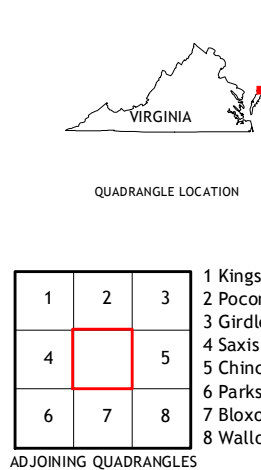 VIRGINIA
QUADRANGLE LOCATION
1 2 3
4 5
6 7 8
ADJOINING QUADRANGLES
1 Kings
2 Pocom
3 Girdle
4 Saxis
5 Chinc
6 Parks
7 Bloxo
8 Wallo